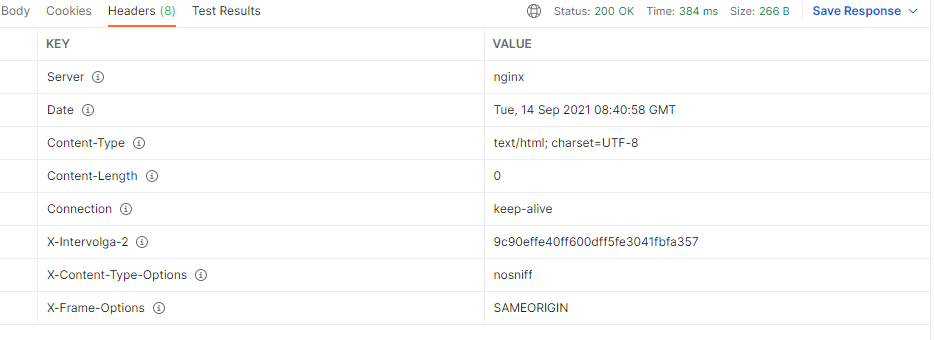 Body Cookies Headers (8) Test Results Status: 200 OK Time: 384 ms Size: 266 B Save Response
KEY VALUE
Server nginx
Date Tue, 14 Sep 2021 08:40:58 GMT
Content-Type text/html; charset=UTF-8
Content-Length 0
Connection keep-alive
X-Intervolga-2 9c90effe40ff600dff5fe3041fbfa357
X-Content-Type-Options nosniff
X-Frame-Options SAMEORIGIN